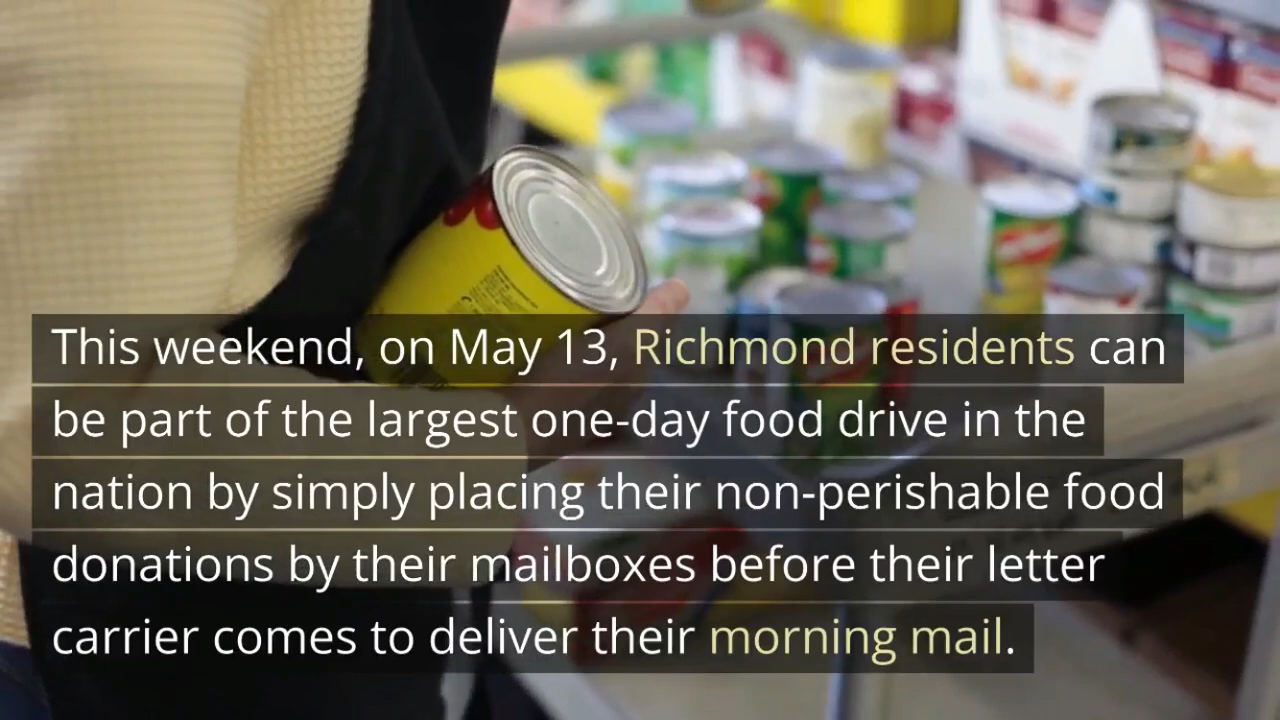 This weekend, on May 13, Richmond residents can
be part of the largest one-day food drive in the
nation by simply placing their non-perishable food
donations by their mailboxes before their letter
carrier comes to deliver their morning mail.